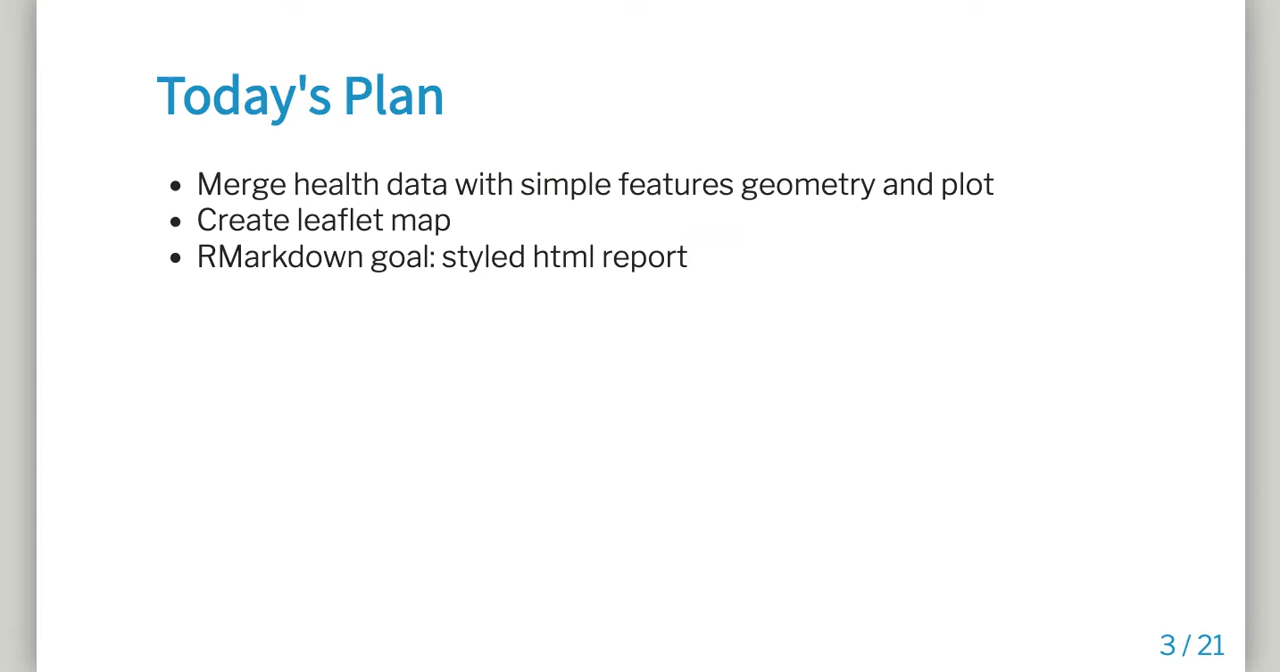 Today's Plan
• Merge health data with simple features geometry and plot
• Create leaflet map
• RMarkdown goal: styled html report
3 / 21